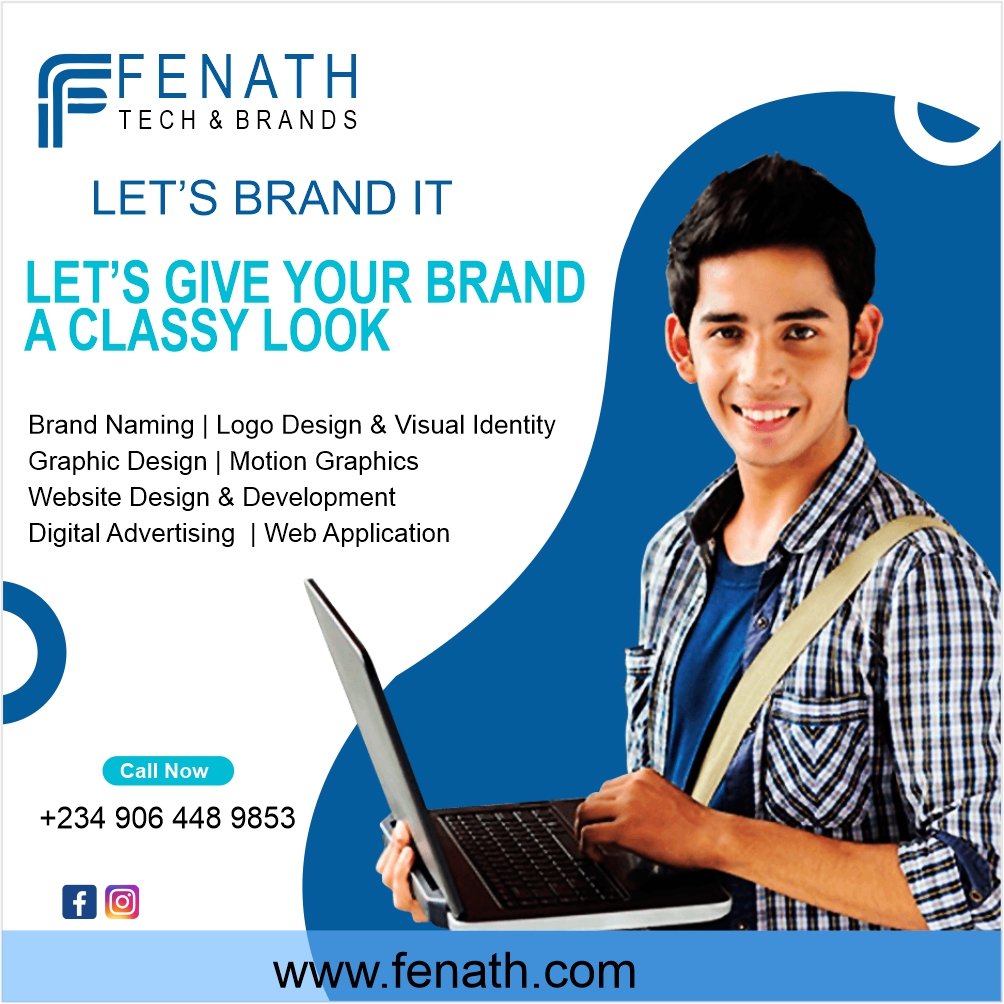 FENATH
TECH & BRANDS
LET'S BRAND IT
LET'S GIVE YOUR BRAND
A CLASSY LOOK
Brand Naming | Logo Design & Visual Identity
Graphic Design | Motion Graphics
Website Design & Development
Digital Advertising | Web Application
Call Now
+234 906 448 9853
www.fenath.com